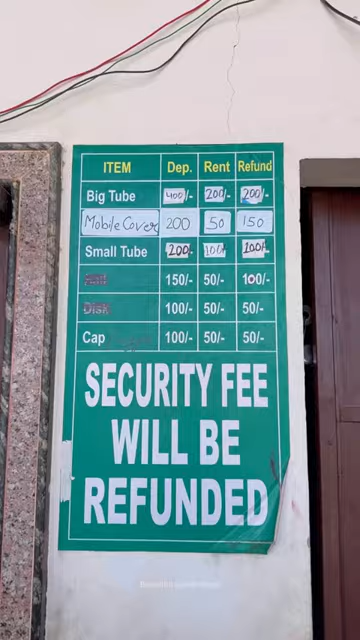 ITEM Dep. Rent Refund
Big Tube 400/- 200/- 200/-
Mobile Cover 200 50 150
Small Tube 200/- 100/- 100/-
150/- 50/- 100/-
Disk 100/- 50/- 50/-
Cap 100/- 50/- 50/-
SECURITY FEE
WILL BE
REFUNDED